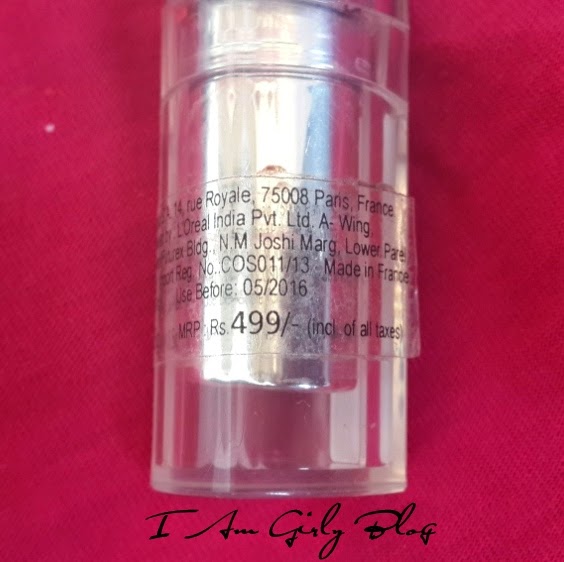 14, rue Royale, 75008 Paris, France.
by: L'Oreal India Pvt. Ltd. A- Wing,
Bldg., N.M Joshi Marg, Lower Parel
Reg. No.:COS011/13 Made in France
Use Before: 05/2016
MRP.: Rs.499/- (incl. of all taxes)
I Am Girly Blog